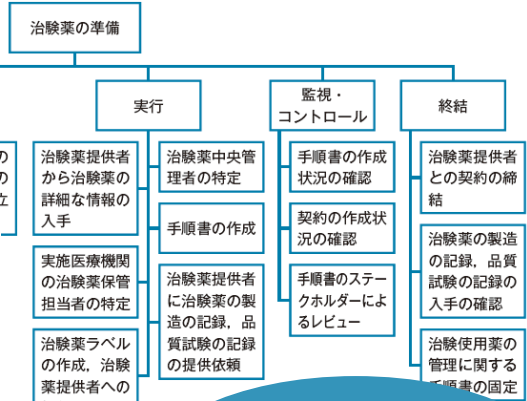 治験薬の準備
実行
監視・
コントロール
終結
の
の
立
治験薬提供者
から治験薬の
詳細な情報の
入手
実施医療機関
の治験薬保管
担当者の特定
治験薬ラベル
の作成，治験
薬提供者への
治験薬中央管
理者の特定
手順書の作成
治験薬提供者
に治験薬の製
造の記録，品
質試験の記録
の提供依頼
手順書の作成
状況の確認
契約の作成状
況の確認
手順書のステー
クホルダーによ
るレビュー
治験薬提供者
との契約の締
結
治験薬の製造
の記録，品質
試験の記録の
入手の確認
治験使用薬の
管理に関する
手順書の固定